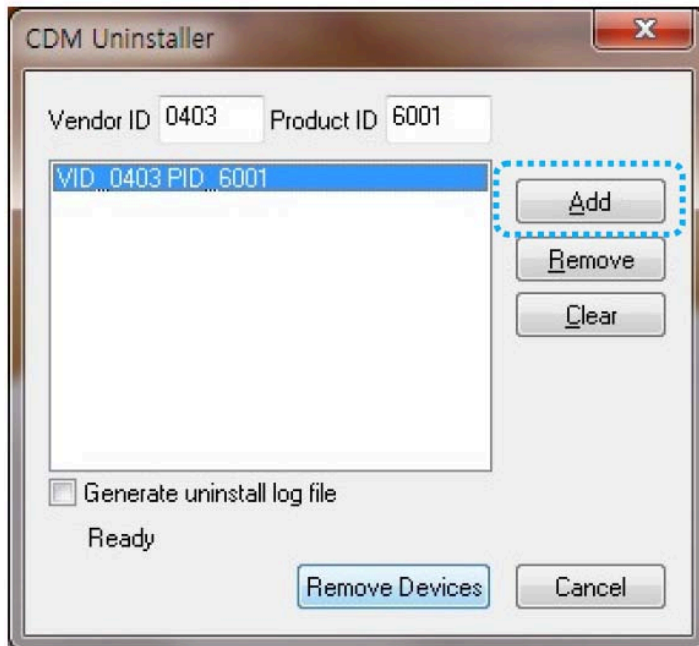 CDM Uninstaller
Vendor ID 0403 Product ID 6001
VID_0403 PID_6001
Add
Remove
Clear
Generate uninstall log file
Ready
Remove Devices Cancel